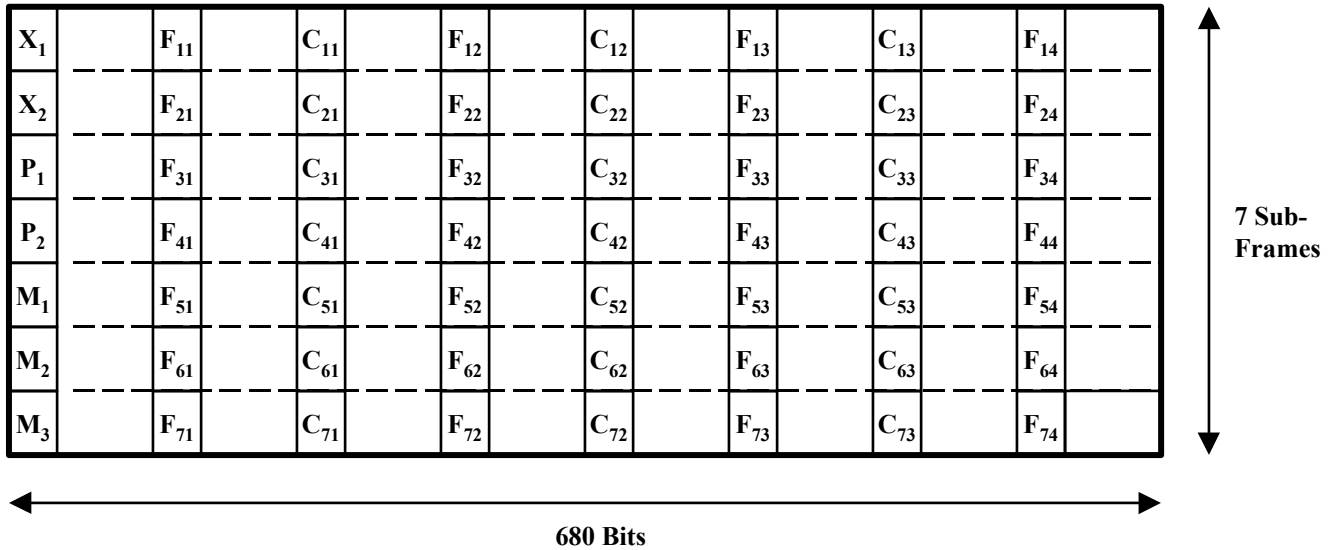 X₁ F₁₁ C₁₁ F₁₂ C₁₂ F₁₃ C₁₃ F₁₄
X₂ F₂₁ C₂₁ F₂₂ C₂₂ F₂₃ C₂₃ F₂₄
P₁ F₃₁ C₃₁ F₃₂ C₃₂ F₃₃ C₃₃ F₃₄
P₂ F₄₁ C₄₁ F₄₂ C₄₂ F₄₃ C₄₃ F₄₄
M₁ F₅₁ C₅₁ F₅₂ C₅₂ F₅₃ C₅₃ F₅₄
M₂ F₆₁ C₆₁ F₆₂ C₆₂ F₆₃ C₆₃ F₆₄
M₃ F₇₁ C₇₁ F₇₂ C₇₂ F₇₃ C₇₃ F₇₄
7 Sub-
Frames
680 Bits